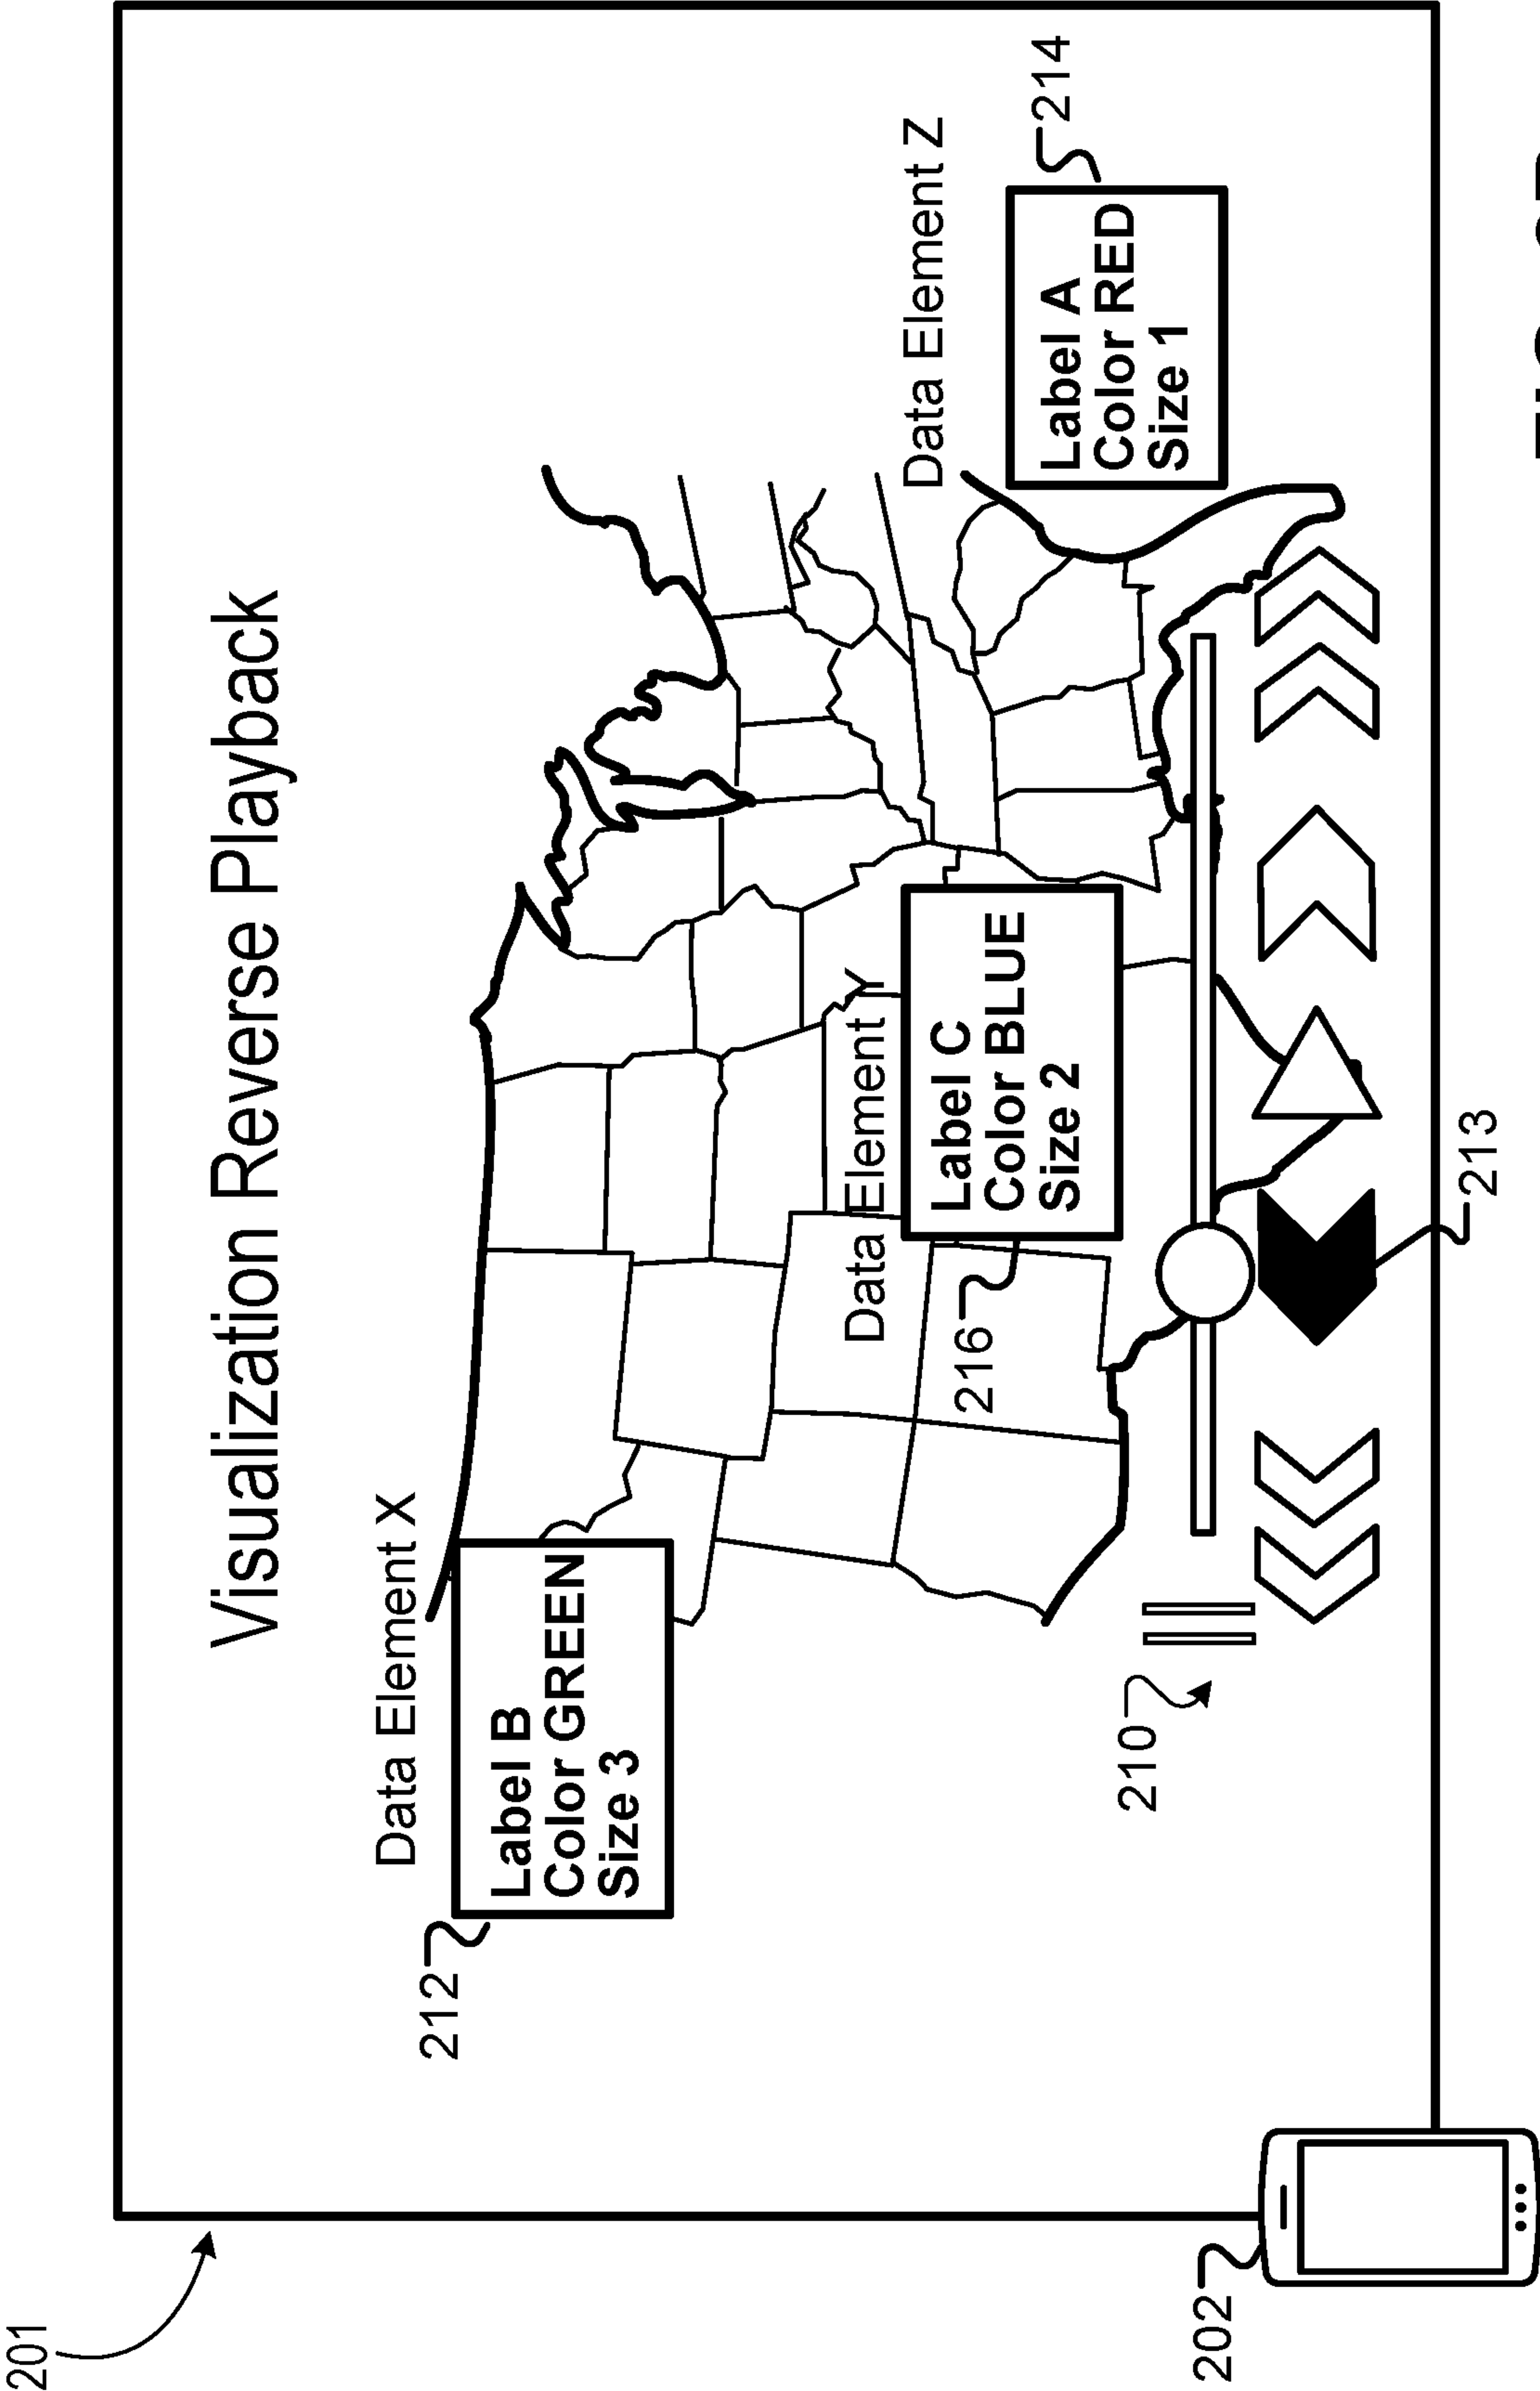 201
Visualization Reverse Playback
Data Element X
212
Label B
Color GREEN
Size 3
Data Element Y
216
Label C
Color BLUE
Size 2
Data Element Z
214
Label A
Color RED
Size 1
210
213
202